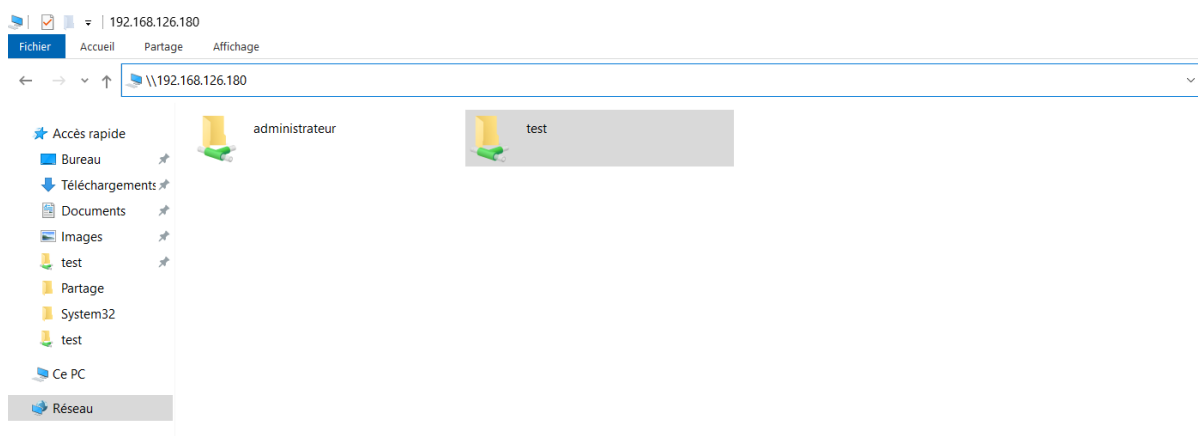 192.168.126.180
Fichier Accueil Partage Affichage
\\192.168.126.180
Accès rapide
Bureau
Téléchargements
Documents
Images
test
Partage
System32
test
Ce PC
Réseau
administrateur
test